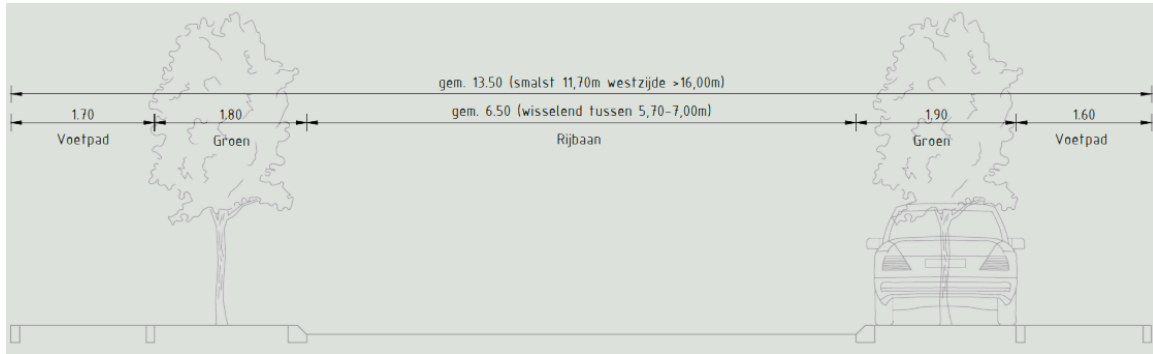 gem. 13.50 (smalst 11,70m westzijde >16,00m)
1.70 1.80 gem. 6.50 (wisselend tussen 5,70-7,00m) 1.90 1.60
Voetpad Groen Rijbaan Groen Voetpad